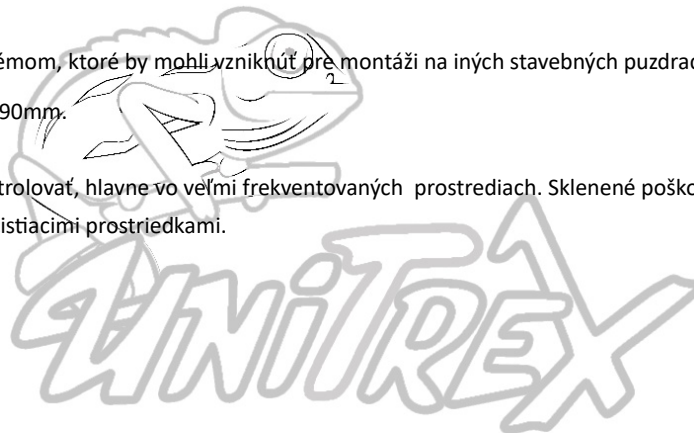 émom, ktoré by mohli vzniknúť pre montáži na iných stavebných puzdrac
90mm.
trolovať, hlavne vo veľmi frekventovaných prostrediach. Sklenené poško
istiacimi prostriedkami.
UNITREX